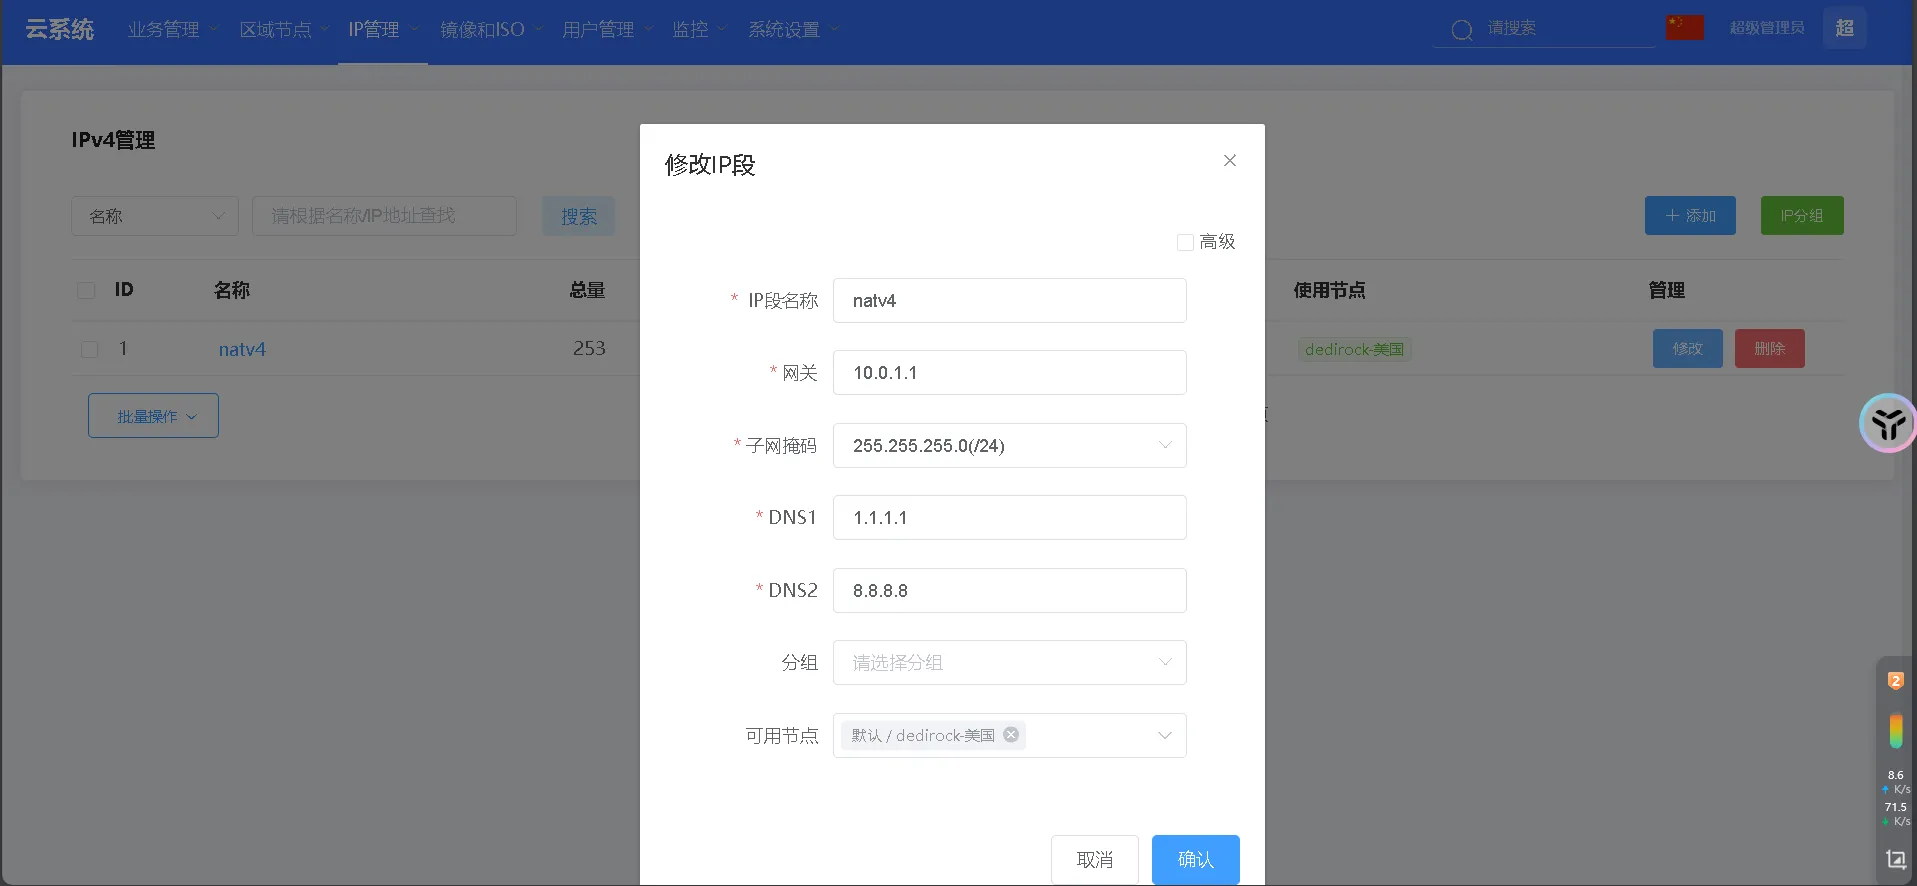 云系统 业务管理 区域节点 IP管理 镜像和ISO 用户管理 监控 系统设置 请搜索 超级管理员 超
IPv4管理
名称 请根据名称/IP地址查找 搜索 + 添加 IP分组
ID 名称 总量 使用节点 管理
1 natv4 253 dedirock-美国 修改 删除
批量操作
修改IP段
高级
* IP段名称 natv4
* 网关 10.0.1.1
* 子网掩码 255.255.255.0(/24)
* DNS1 1.1.1.1
* DNS2 8.8.8.8
分组 请选择分组
可用节点 默认 / dedirock-美国
取消 确认
2
8.6
K/s
71.5
K/s